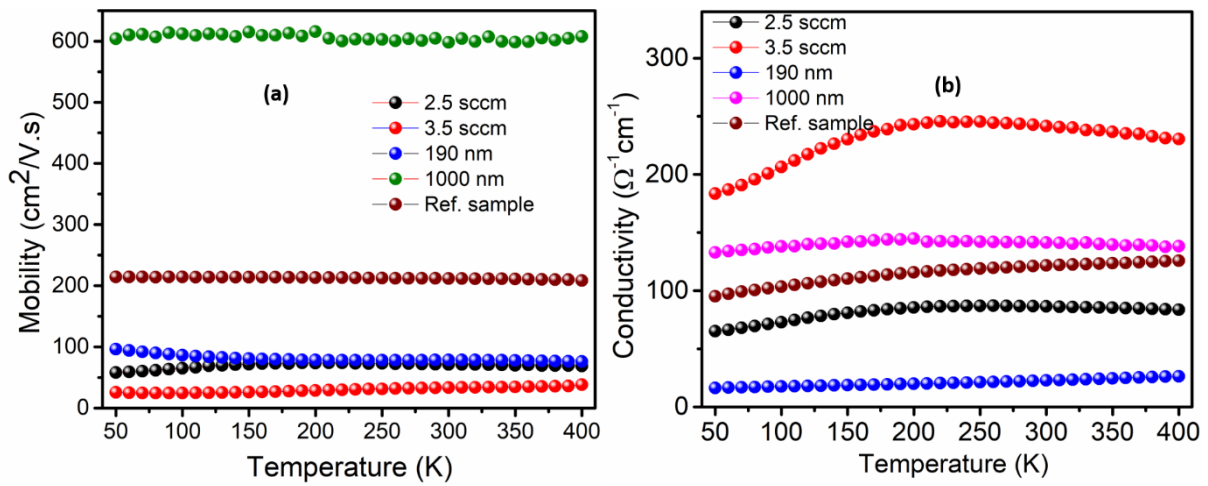 600
500
400
300
200
100
0
Mobility (cm²/V.s)
(a)
2.5 sccm
3.5 sccm
190 nm
1000 nm
Ref. sample
50 100 150 200 250 300 350 400
Temperature (K)
300
200
100
0
Conductivity (Ω⁻¹cm⁻¹)
2.5 sccm
3.5 sccm
190 nm
1000 nm
Ref. sample
(b)
50 100 150 200 250 300 350 400
Temperature (K)